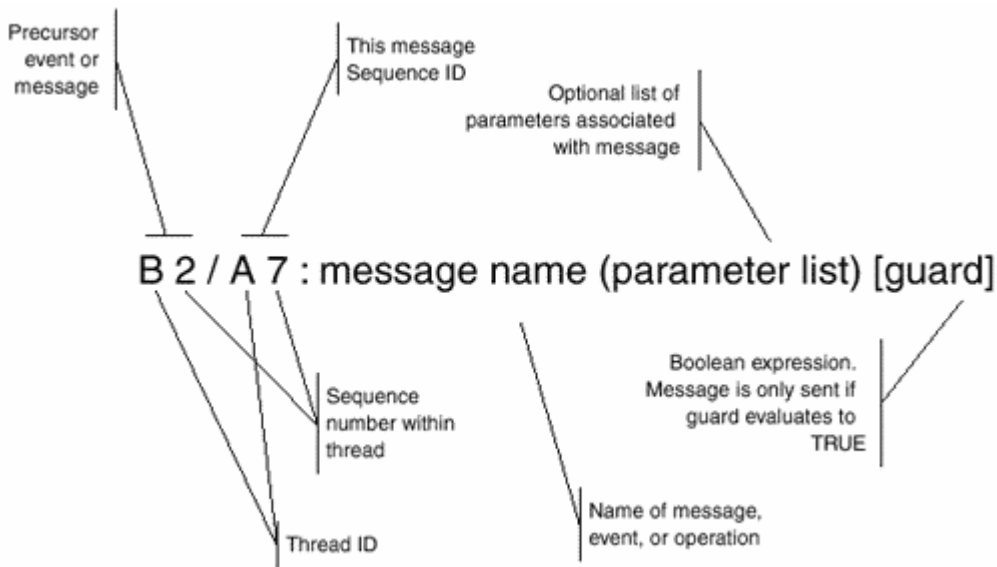 Precursor
event or
message
This message
Sequence ID
Optional list of
parameters associated
with message
B 2 / A 7 : message name (parameter list) [guard]
Sequence
number within
thread
Boolean expression.
Message is only sent if
guard evaluates to
TRUE
Thread ID
Name of message,
event, or operation